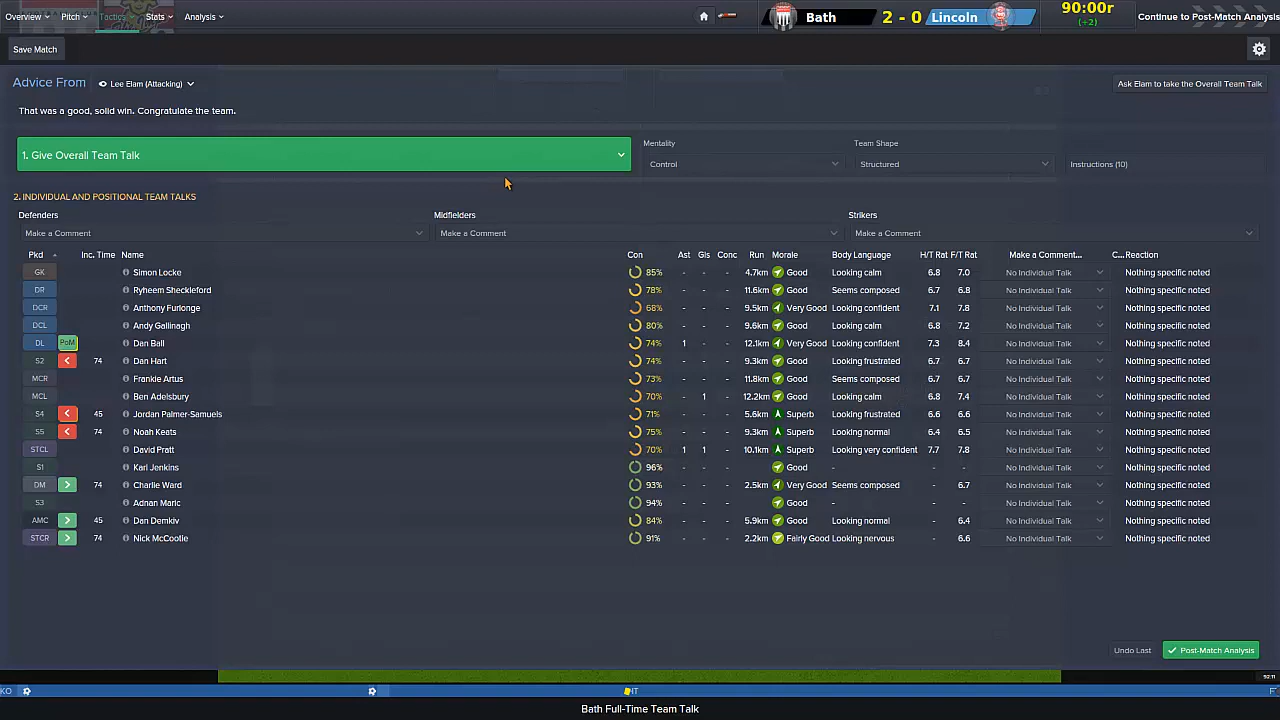 Overview Pitch Tactics Stats Analysis Bath 2 - 0 Lincoln 90:00r (+2) Continue to Post-Match Analysis
Save Match
Advice From Lee Elam (Attacking) Ask Elam to take the Overall Team Talk
That was a good, solid win. Congratulate the team.
1. Give Overall Team Talk
Mentality Team Shape
Control Structured Instructions (10)
2. INDIVIDUAL AND POSITIONAL TEAM TALKS
Defenders Midfielders Strikers
Make a Comment Make a Comment Make a Comment
Pkd Inc. Time Name Con Ast Gls Conc Run Morale Body Language H/T Rat F/T Rat Make a Comment... C... Reaction
GK Simon Locke 85% - - - 4.7km Good Looking calm 6.8 7.0 No Individual Talk Nothing specific noted
DR Ryheem Sheckleford 78% - - - 11.6km Good Seems composed 6.7 6.8 No Individual Talk Nothing specific noted
DCR Anthony Furlonge 68% - - - 9.5km Very Good Looking confident 7.1 7.8 No Individual Talk Nothing specific noted
DCL Andy Gallinagh 80% - - - 9.6km Good Looking calm 6.8 7.2 No Individual Talk Nothing specific noted
DL PoM Dan Ball 74% 1 - - 12.1km Very Good Looking confident 7.3 8.4 No Individual Talk Nothing specific noted
S2 74 Dan Hart 74% - - - 9.3km Good Looking frustrated 6.7 6.7 No Individual Talk Nothing specific noted
MCR Frankie Artus 73% - - - 11.8km Good Seems composed 6.7 6.7 No Individual Talk Nothing specific noted
MCL Ben Adelsbury 70% - 1 - 12.2km Good Looking calm 6.8 7.4 No Individual Talk Nothing specific noted
S4 45 Jordan Palmer-Samuels 71% - - - 5.6km Superb Looking frustrated 6.6 6.6 No Individual Talk Nothing specific noted
S5 74 Noah Keats 75% - - - 9.3km Superb Looking normal 6.4 6.5 No Individual Talk Nothing specific noted
STCL David Pratt 70% 1 1 - 10.1km Superb Looking very confident 7.7 7.8 No Individual Talk Nothing specific noted
S1 Karl Jenkins 96% Good - - - No Individual Talk Nothing specific noted
DM 74 Charlie Ward 93% - - - 2.5km Very Good Seems composed - 6.7 No Individual Talk Nothing specific noted
S3 Adnan Maric 94% Good - - - No Individual Talk Nothing specific noted
AMC 45 Dan Demkiv 84% - - - 5.9km Good Looking normal - 6.4 No Individual Talk Nothing specific noted
STCR 74 Nick McCootie 91% - - - 2.2km Fairly Good Looking nervous - 6.6 No Individual Talk Nothing specific noted
Undo Last Post-Match Analysis
KO HT F
Bath Full-Time Team Talk